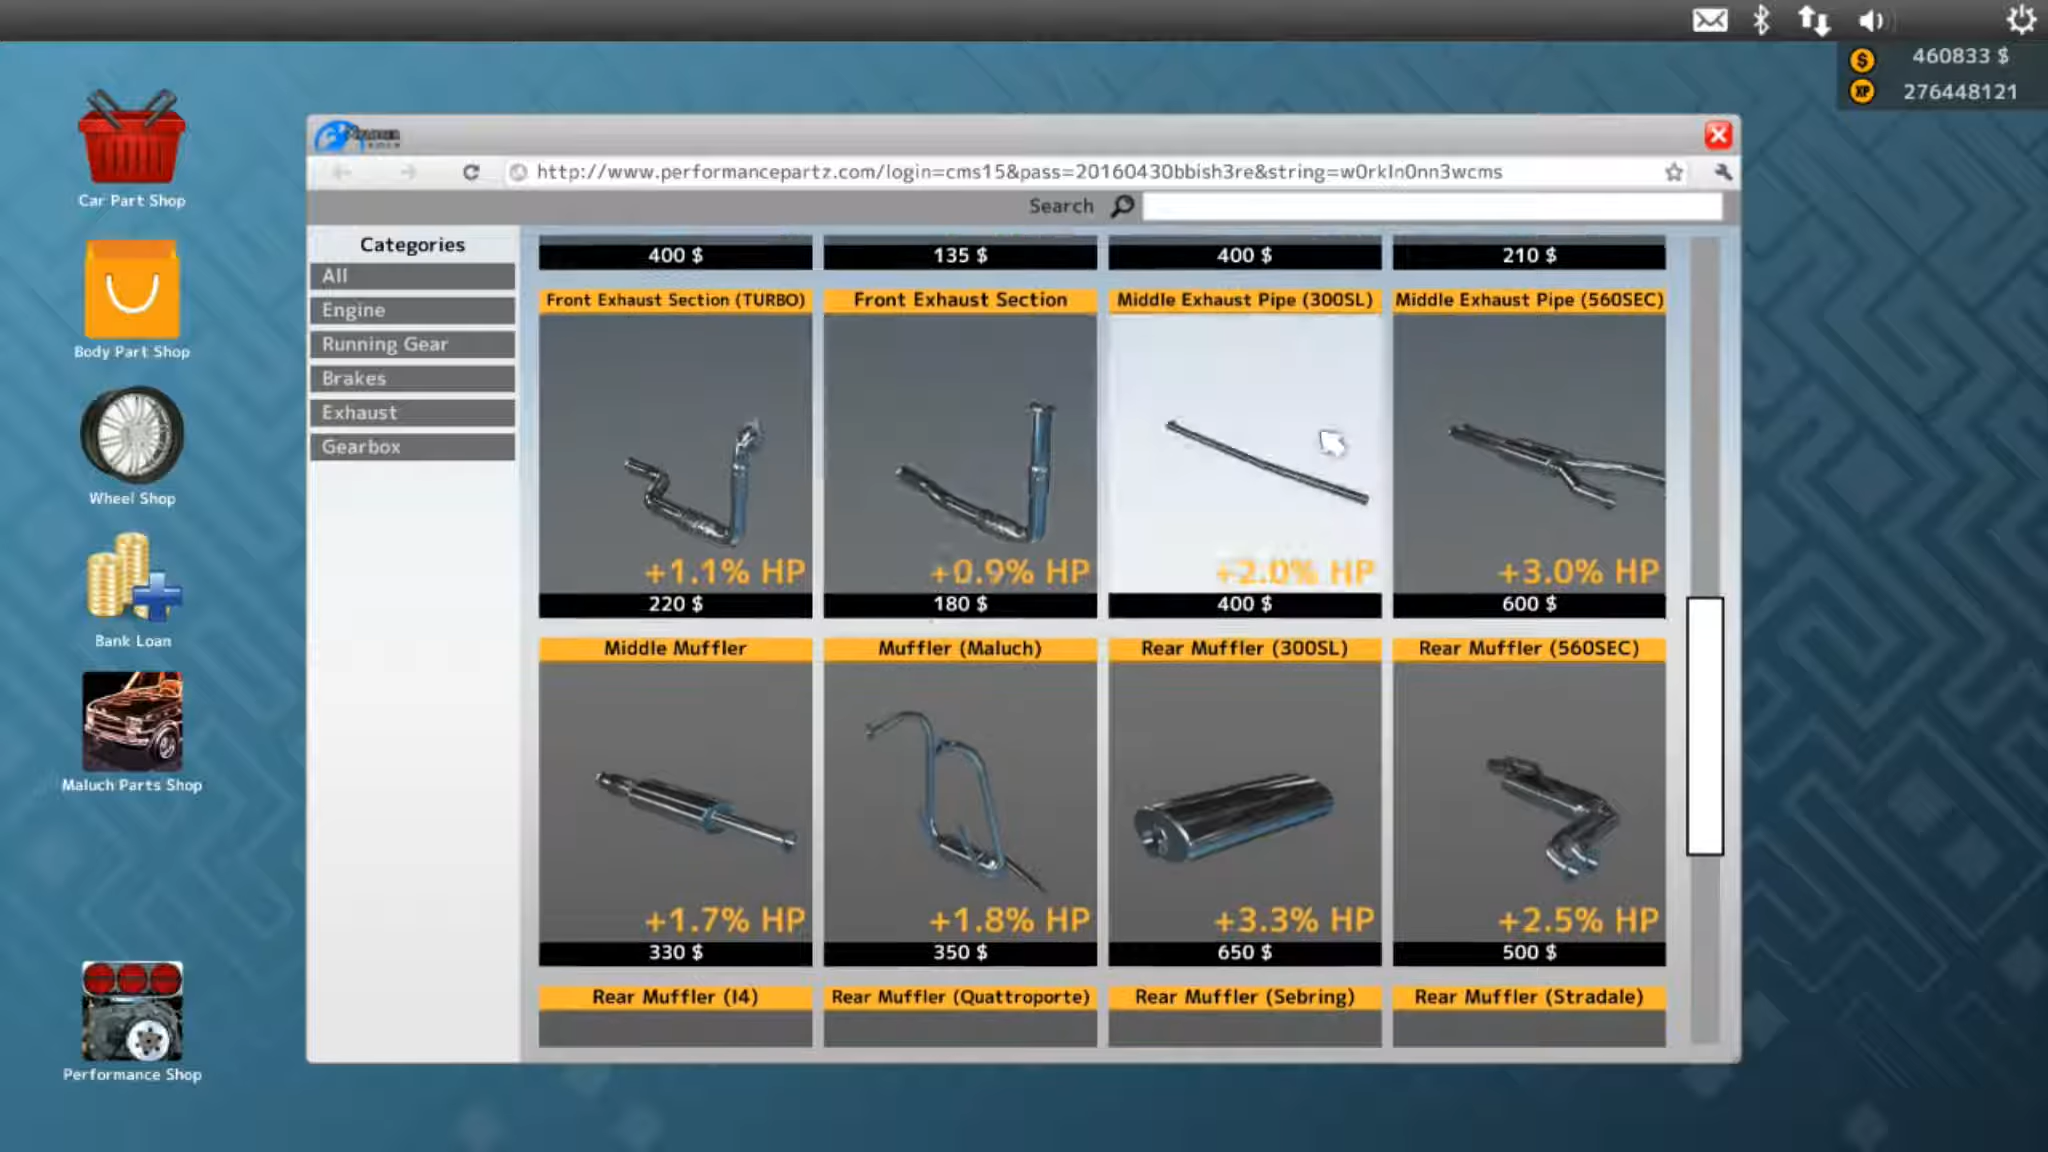 460833 $
XP
276448121
http://www.performancepartz.com/login=cms15&pass=20160430bbish3re&string=w0rkIn0nn3wcms
Search
Categories
All
Engine
Running Gear
Brakes
Exhaust
Gearbox
Car Part Shop
Body Part Shop
Wheel Shop
Bank Loan
Maluch Parts Shop
Performance Shop
400 $
135 $
400 $
210 $
Front Exhaust Section (TURBO)
Front Exhaust Section
Middle Exhaust Pipe (300SL)
Middle Exhaust Pipe (560SEC)
+1.1% HP
+0.9% HP
+2.0% HP
+3.0% HP
220 $
180 $
400 $
600 $
Middle Muffler
Muffler (Maluch)
Rear Muffler (300SL)
Rear Muffler (560SEC)
+1.7% HP
+1.8% HP
+3.3% HP
+2.5% HP
330 $
350 $
650 $
500 $
Rear Muffler (I4)
Rear Muffler (Quattroporte)
Rear Muffler (Sebring)
Rear Muffler (Stradale)